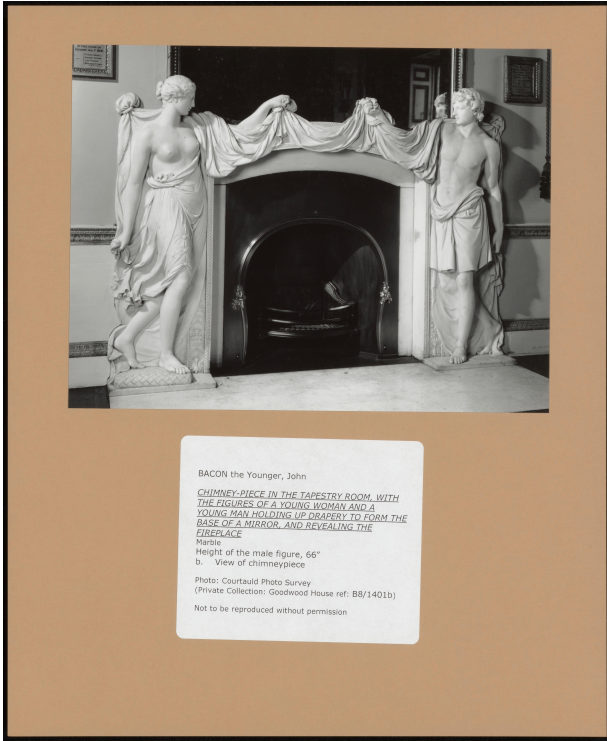 BACON the Younger, John
CHIMNEY-PIECE IN THE TAPESTRY ROOM, WITH
THE FIGURES OF A YOUNG WOMAN AND A
YOUNG MAN HOLDING UP DRAPERY TO FORM THE
BASE OF A MIRROR, AND REVEALING THE
FIREPLACE
Marble
Height of the male figure, 66"
b. View of chimneypiece
Photo: Courtauld Photo Survey
(Private Collection: Goodwood House ref: B8/1401b)
Not to be reproduced without permission